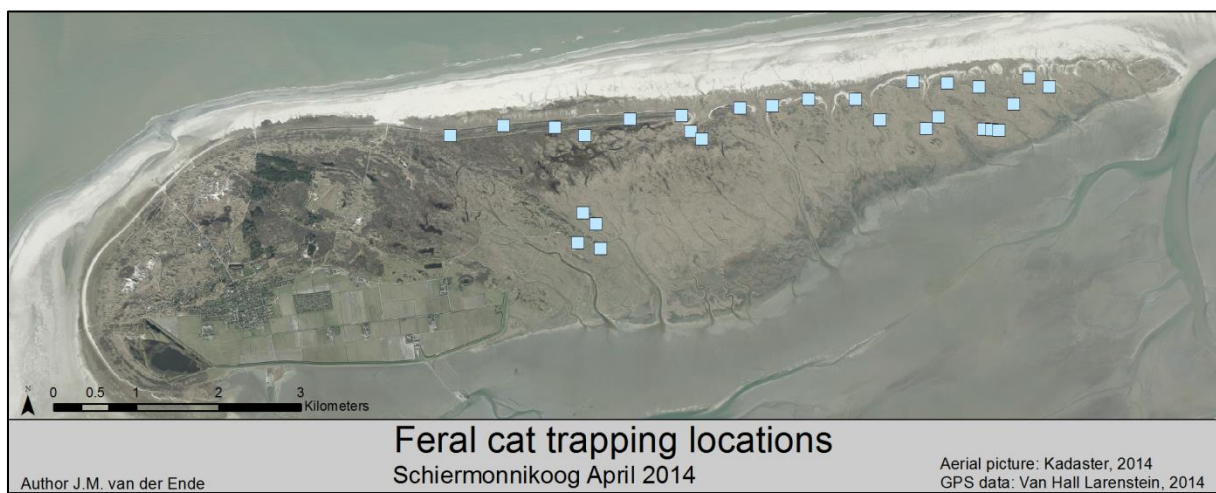 N
0 0.5 1 2 3
Kilometers
Feral cat trapping locations
Schiermonnikoog April 2014
Author J.M. van der Ende
Aerial picture: Kadaster, 2014
GPS data: Van Hall Larenstein, 2014